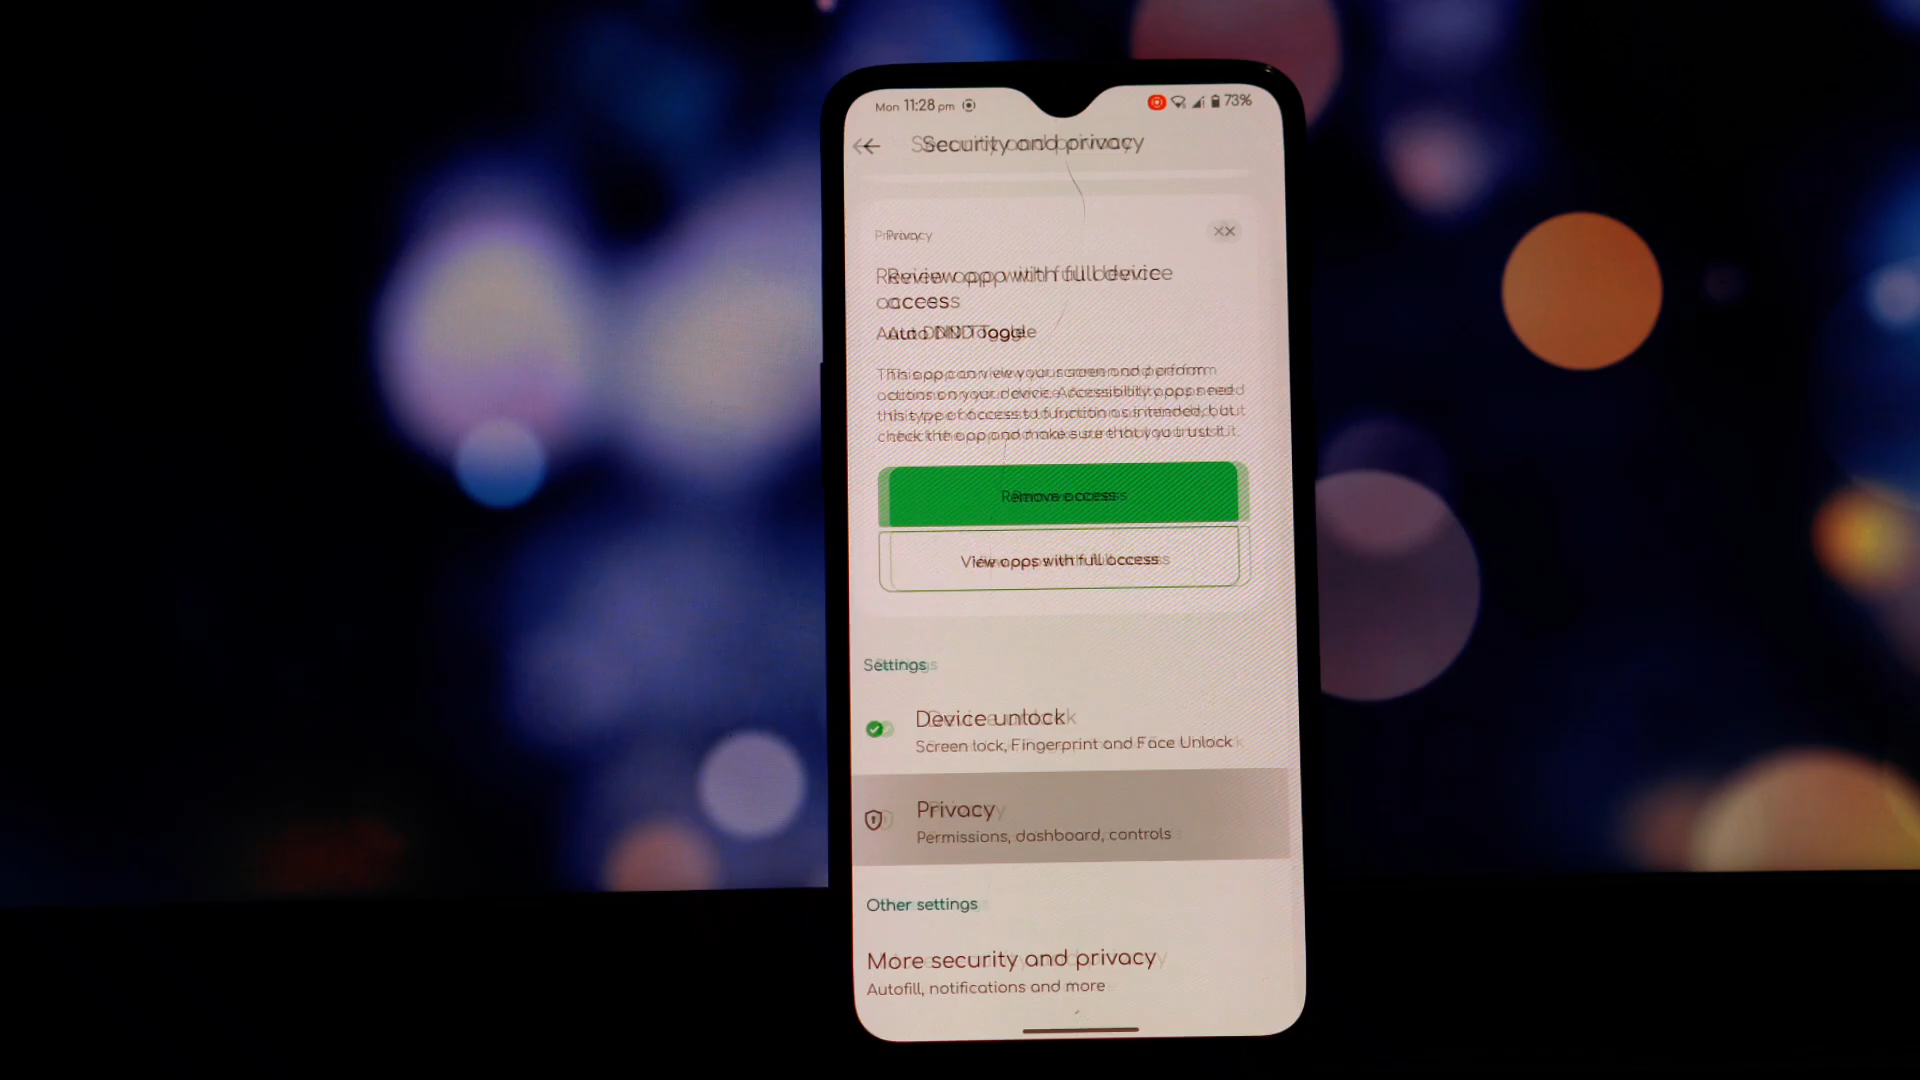 Mon 11:28 pm 73%
Security and privacy
Privacy
Review app with full device
access
Auto DND Toggle
This app can view your screen and perform
actions on your device. Accessibility apps need
this type of access to function as intended, but
check the app and make sure that you trust it.
Remove access
View apps with full access
Settings
Device unlock
Screen lock, Fingerprint and Face Unlock
Privacy
Permissions, dashboard, controls
Other settings
More security and privacy
Autofill, notifications and more